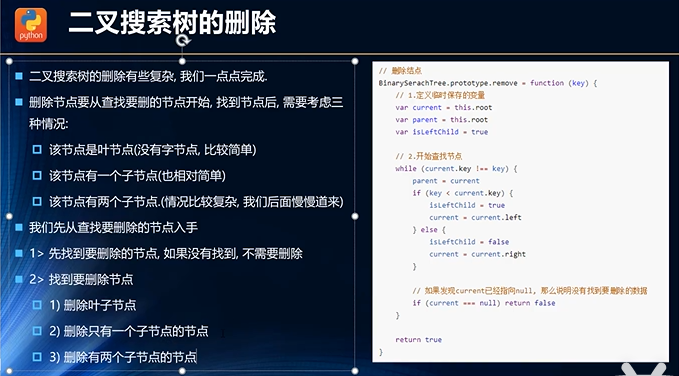 python
二叉搜索树的删除
二叉搜索树的删除有些复杂, 我们一点点完成.
删除节点要从查找要删的节点开始, 找到节点后, 需要考虑三
种情况:
该节点是叶节点(没有字节点, 比较简单)
该节点有一个子节点(也相对简单)
该节点有两个子节点.(情况比较复杂, 我们后面慢慢道来)
我们先从查找要删除的节点入手
1> 先找到要删除的节点, 如果没有找到, 不需要删除
2> 找到要删除节点
1) 删除叶子节点
2) 删除只有一个子节点的节点
3) 删除有两个子节点的节点
// 删除结点
BinarySerachTree.prototype.remove = function (key) {
// 1.定义临时保存的变量
var current = this.root
var parent = this.root
var isLeftChild = true
// 2.开始查找节点
while (current.key !== key) {
parent = current
if (key < current.key) {
isLeftChild = true
current = current.left
} else {
isLeftChild = false
current = current.right
}
// 如果发现current已经指向null, 那么说明没有找到要删除的数据
if (current === null) return false
}
return true
}